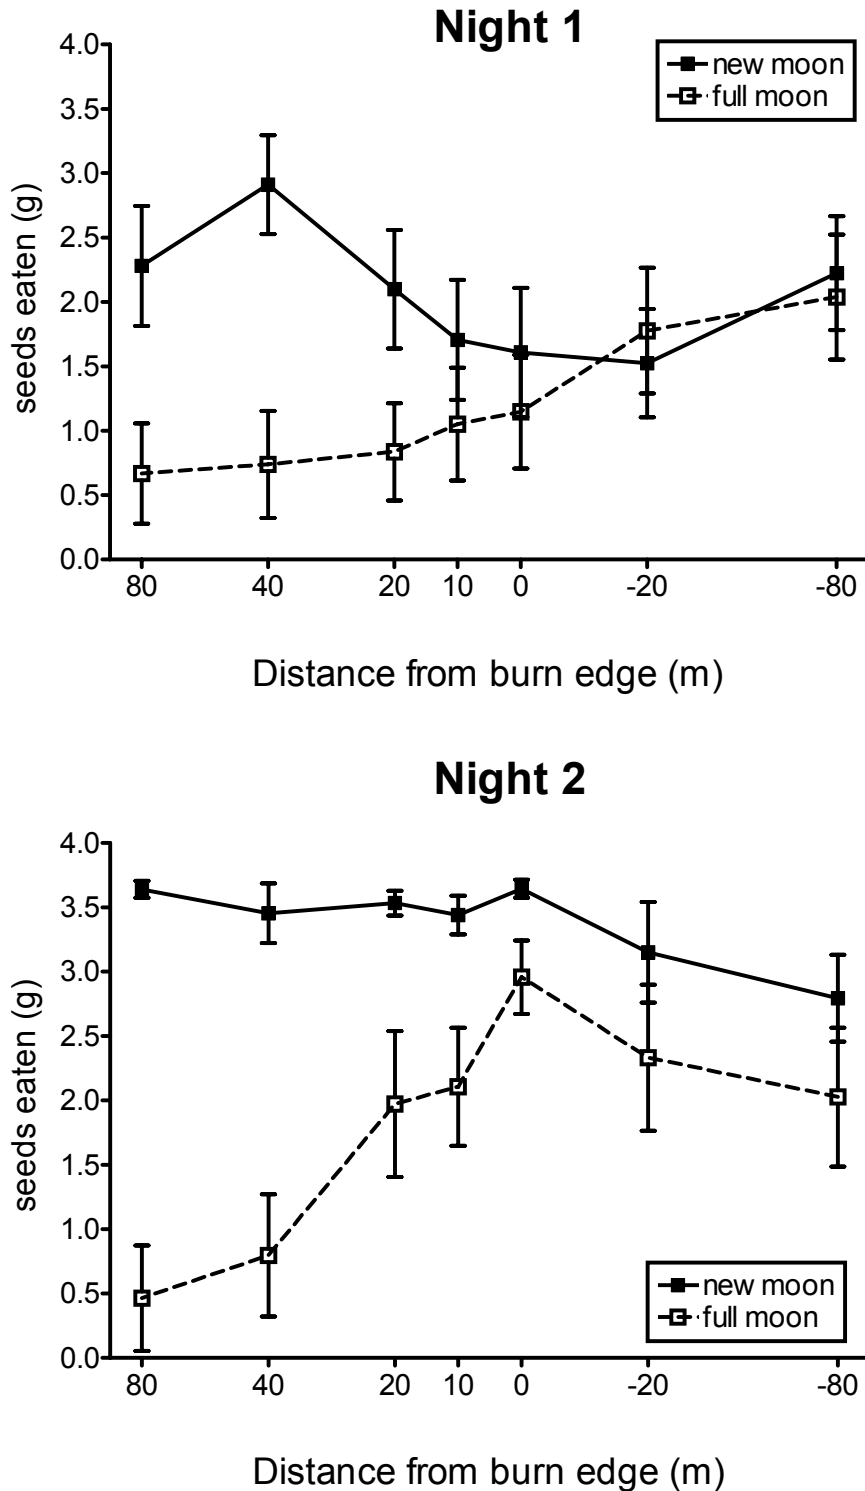 Night 1
new moon
full moon
4.0
3.5
3.0
2.5
2.0
1.5
1.0
0.5
0.0
seeds eaten (g)
80 40 20 10 0 -20 -80
Distance from burn edge (m)
Night 2
4.0
3.5
3.0
2.5
2.0
1.5
1.0
0.5
0.0
seeds eaten (g)
new moon
full moon
80 40 20 10 0 -20 -80
Distance from burn edge (m)